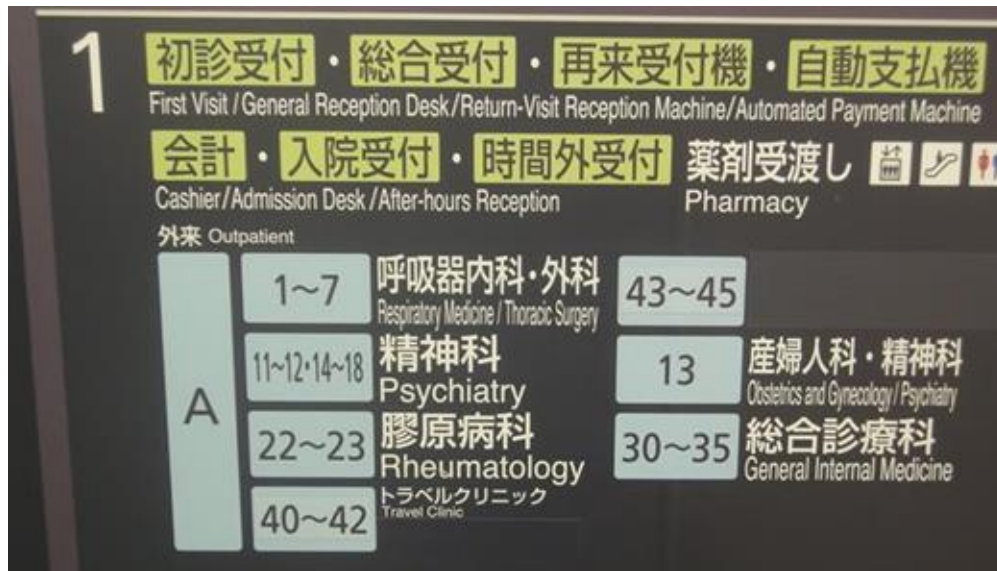 1
初診受付・総合受付・再来受付機・自動支払機
First Visit / General Reception Desk/Return-Visit Reception Machine/Automated Payment Machine
会計・入院受付・時間外受付 薬剤受渡し
Cashier/Admission Desk /After-hours Reception Pharmacy
外来 Outpatient
A
1~7 呼吸器内科・外科 43~45
Respiratory Medicine / Thoracic Surgery
11~12・14~18 精神科 13 産婦人科・精神科
Psychiatry Obstetrics and Gynecology / Psychiatry
22~23 膠原病科 30~35 総合診療科
Rheumatology General Internal Medicine
40~42 トラベルクリニック
Travel Clinic